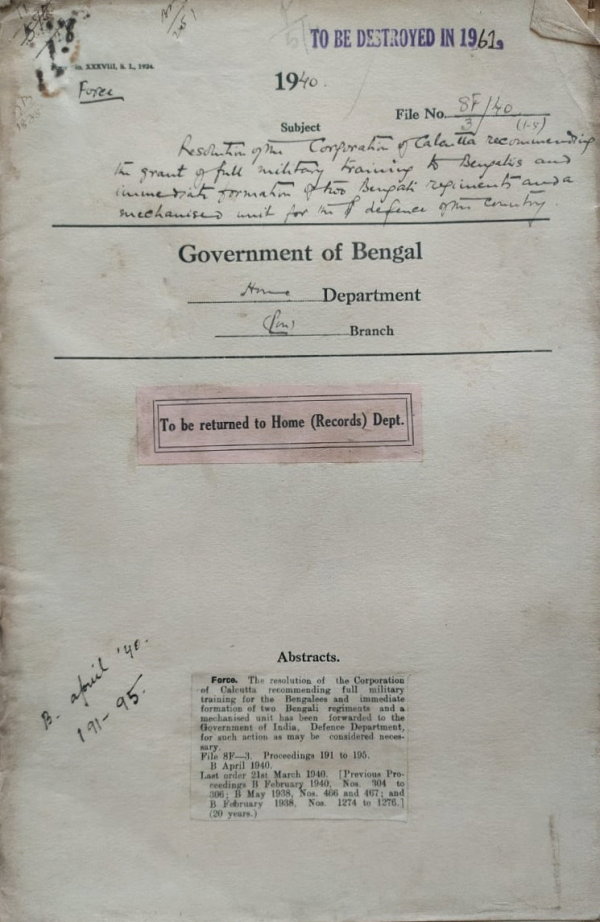 TO BE DESTROYED IN 1961.
No. XXXVIII, S. I., 1924.
Force
1940.
File No. 8F/40
3 (1-5)
Subject
Resolution of the Corporation of Calcutta recommending
the grant of full military training to Bengalis and
immediate formation of two Bengali regiments and a
mechanised unit for the defence of the country.
Government of Bengal
Home Department
Branch
To be returned to Home (Records) Dept.
B. april '40.
191-95.
Abstracts.
Force. The resolution of the Corporation
of Calcutta recommending full military
training for the Bengalees and immediate
formation of two Bengali regiments and a
mechanised unit has been forwarded to the
Government of India, Defence Department,
for such action as may be considered neces-
sary.
File 8F—3. Proceedings 191 to 195.
B April 1940.
Last order 21st March 1940. [Previous Pro-
ceedings B February 1940, Nos. 304 to
306; B May 1938, Nos. 466 and 467; and
B February 1938, Nos. 1274 to 1276.]
(20 years.)